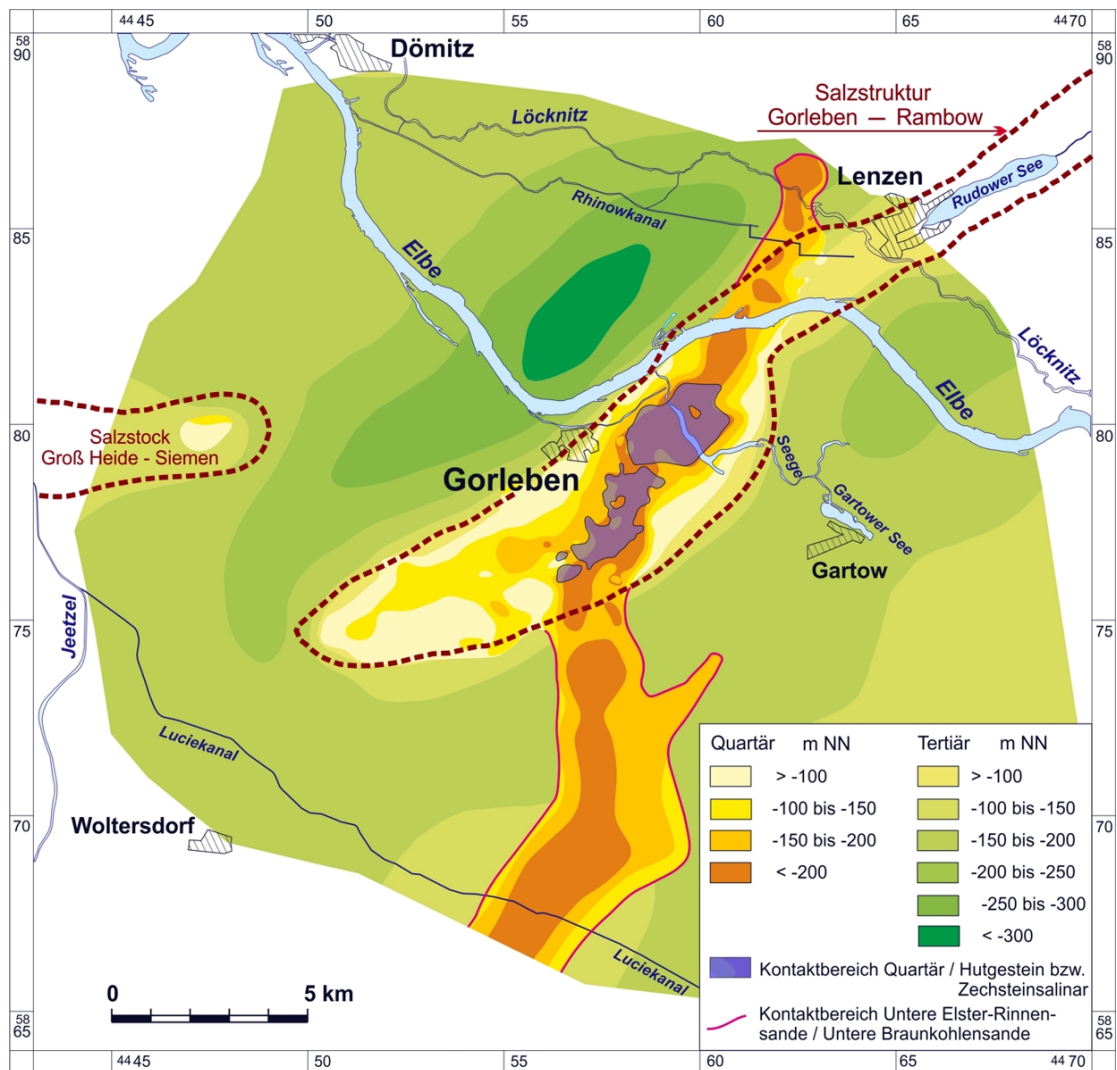 44 45
50
55
60
65
44 70
58
90
58
90
Dömitz
Löcknitz
Salzstruktur
Gorleben — Rambow
Lenzen
Rudower See
Rhinowkanal
85
85
Elbe
Löcknitz
Elbe
80
80
Salzstock
Groß Heide - Siemen
Gorleben
Seege
Gartower See
Gartow
75
75
Jeetzel
Luciekanal
Woltersdorf
70
70
Luciekanal
Quartär m NN
> -100
-100 bis -150
-150 bis -200
< -200
Tertiär m NN
> -100
-100 bis -150
-150 bis -200
-200 bis -250
-250 bis -300
< -300
Kontaktbereich Quartär / Hutgestein bzw.
Zechsteinsalinar
Kontaktbereich Untere Elster-Rinnen-
sande / Untere Braunkohlensande
0 5 km
58
65
58
65
44 45
50
55
60
65
44 70